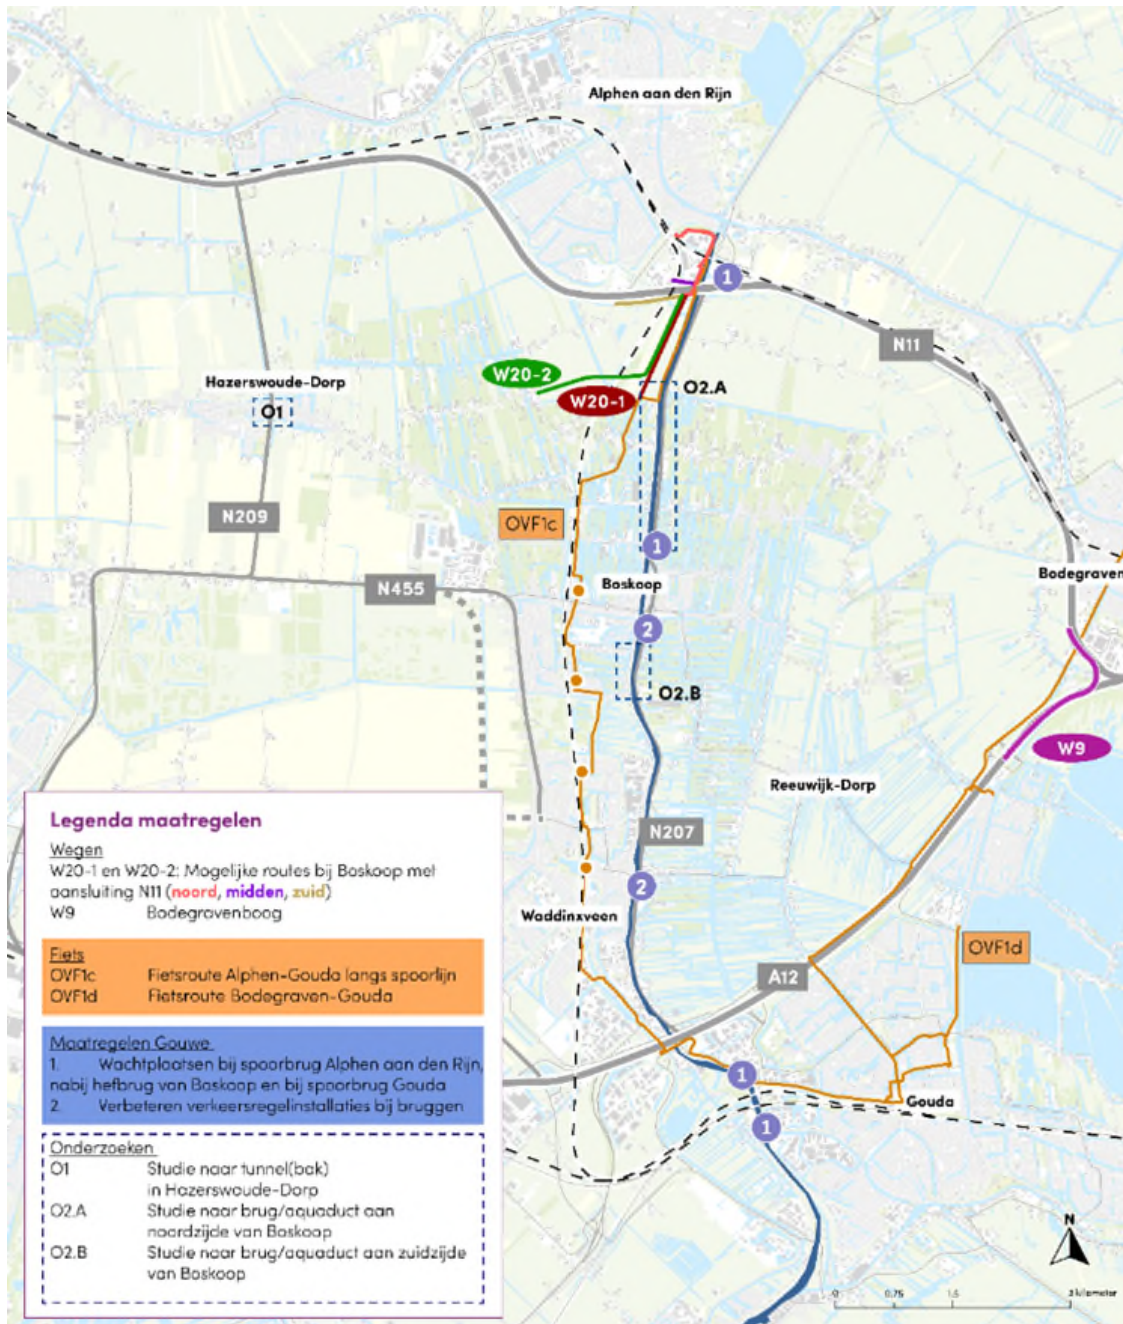 Alphen aan den Rijn
1
N11
W20-2
W20-1
O2.A
Hazerswoude-Dorp
O1
N209
OVF1c
1
Boskoop
Bodegraven
N455
2
O2.B
W9
Reeuwijk-Dorp
N207
2
Waddinxveen
OVF1d
A12
1
Gouda
1
Legenda maatregelen
Wegen
W20-1 en W20-2: Mogelijke routes bij Boskoop met
aansluiting N11 (noord, midden, zuid)
W9 Bodegravenboog
Fiets
OVF1c Fietsroute Alphen-Gouda langs spoorlijn
OVF1d Fietsroute Bodegraven-Gouda
Maatregelen Gouwe
1. Wachtplaatsen bij spoorbrug Alphen aan den Rijn,
nabij hefbrug van Boskoop en bij spoorbrug Gouda
2. Verbeteren verkeersregelinstallaties bij bruggen
Onderzoeken
O1 Studie naar tunnel(bak)
in Hazerswoude-Dorp
O2.A Studie naar brug/aquaduct aan
noordzijde van Boskoop
O2.B Studie naar brug/aquaduct aan zuidzijde
van Boskoop
N
0 0.75 1.5 kilometer